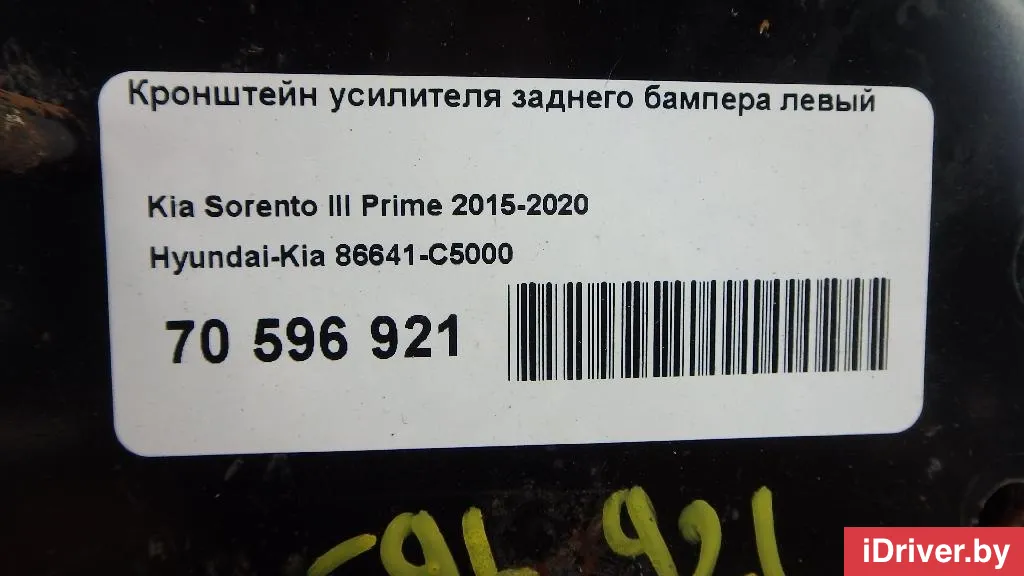 Кронштейн усилителя заднего бампера левый
Kia Sorento III Prime 2015-2020
Hyundai-Kia 86641-C5000
70 596 921
iDriver.by